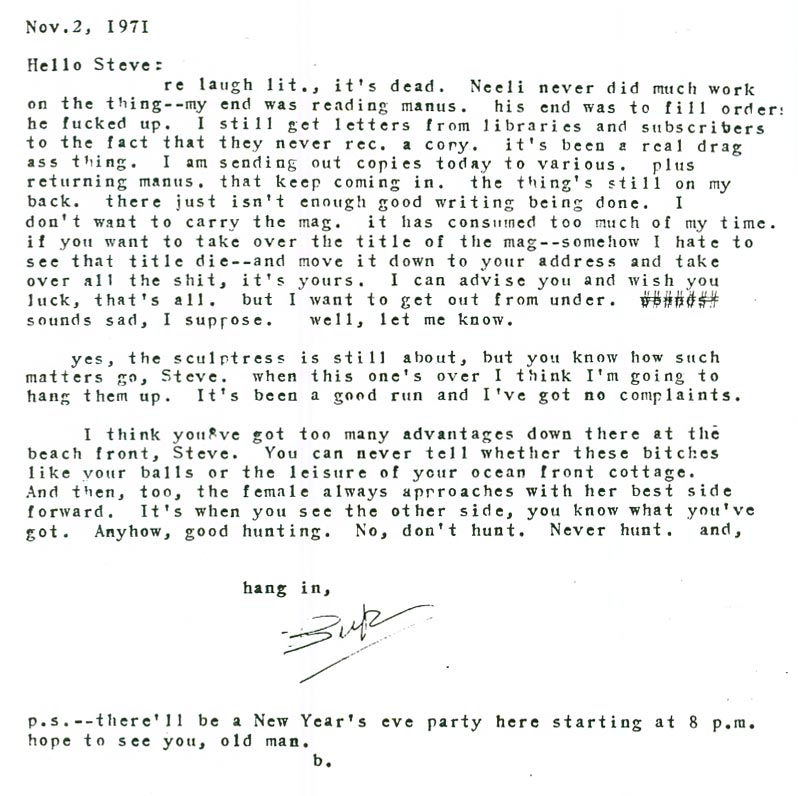 Nov.2, 1971
Hello Steve:
re laugh lit., it's dead. Neeli never did much work
on the thing--my end was reading manus. his end was to fill order:
he fucked up. I still get letters from libraries and subscribers
to the fact that they never rec. a cory. it's been a real drag
ass thing. I am sending out copies today to various. plus
returning manus. that keep coming in. the thing's still on my
back. there just isn't enough good writing being done. I
don't want to carry the mag. it has consumed too much of my time.
if you want to take over the title of the mag--somehow I hate to
see that title die--and move it down to your address and take
over all the shit, it's yours. I can advise you and wish you
luck, that's all. but I want to get out from under.
sounds sad, I suppose. well, let me know.
yes, the sculptress is still about, but you know how such
matters go, Steve. when this one's over I think I'm going to
hang them up. It's been a good run and I've got no complaints.
I think you've got too many advantages down there at the
beach front, Steve. You can never tell whether these bitches
like your balls or the leisure of your ocean front cottage.
And then, too, the female always approaches with her best side
forward. It's when you see the other side, you know what you've
got. Anyhow, good hunting. No, don't hunt. Never hunt. and,
hang in,
Buk
p.s.--there'll be a New Year's eve party here starting at 8 p.m.
hope to see you, old man.
b.